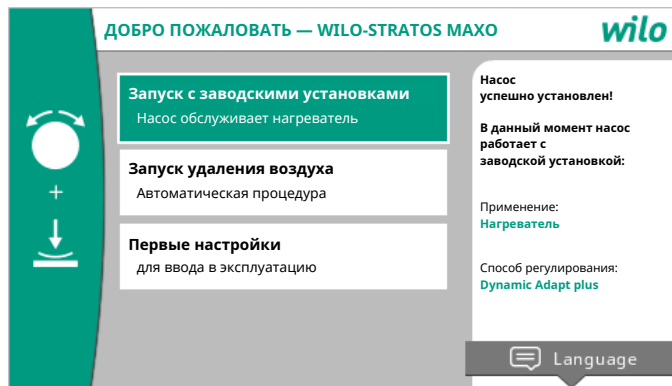 ДОБРО ПОЖАЛОВАТЬ — WILO-STRATOS MAXO
wilo
Запуск с заводскими установками
Насос обслуживает нагреватель
+
Запуск удаления воздуха
Автоматическая процедура
Первые настройки
для ввода в эксплуатацию
Насос
успешно установлен!
В данный момент насос
работает с
заводской установкой:
Применение:
Нагреватель
Способ регулирования:
Dynamic Adapt plus
Language